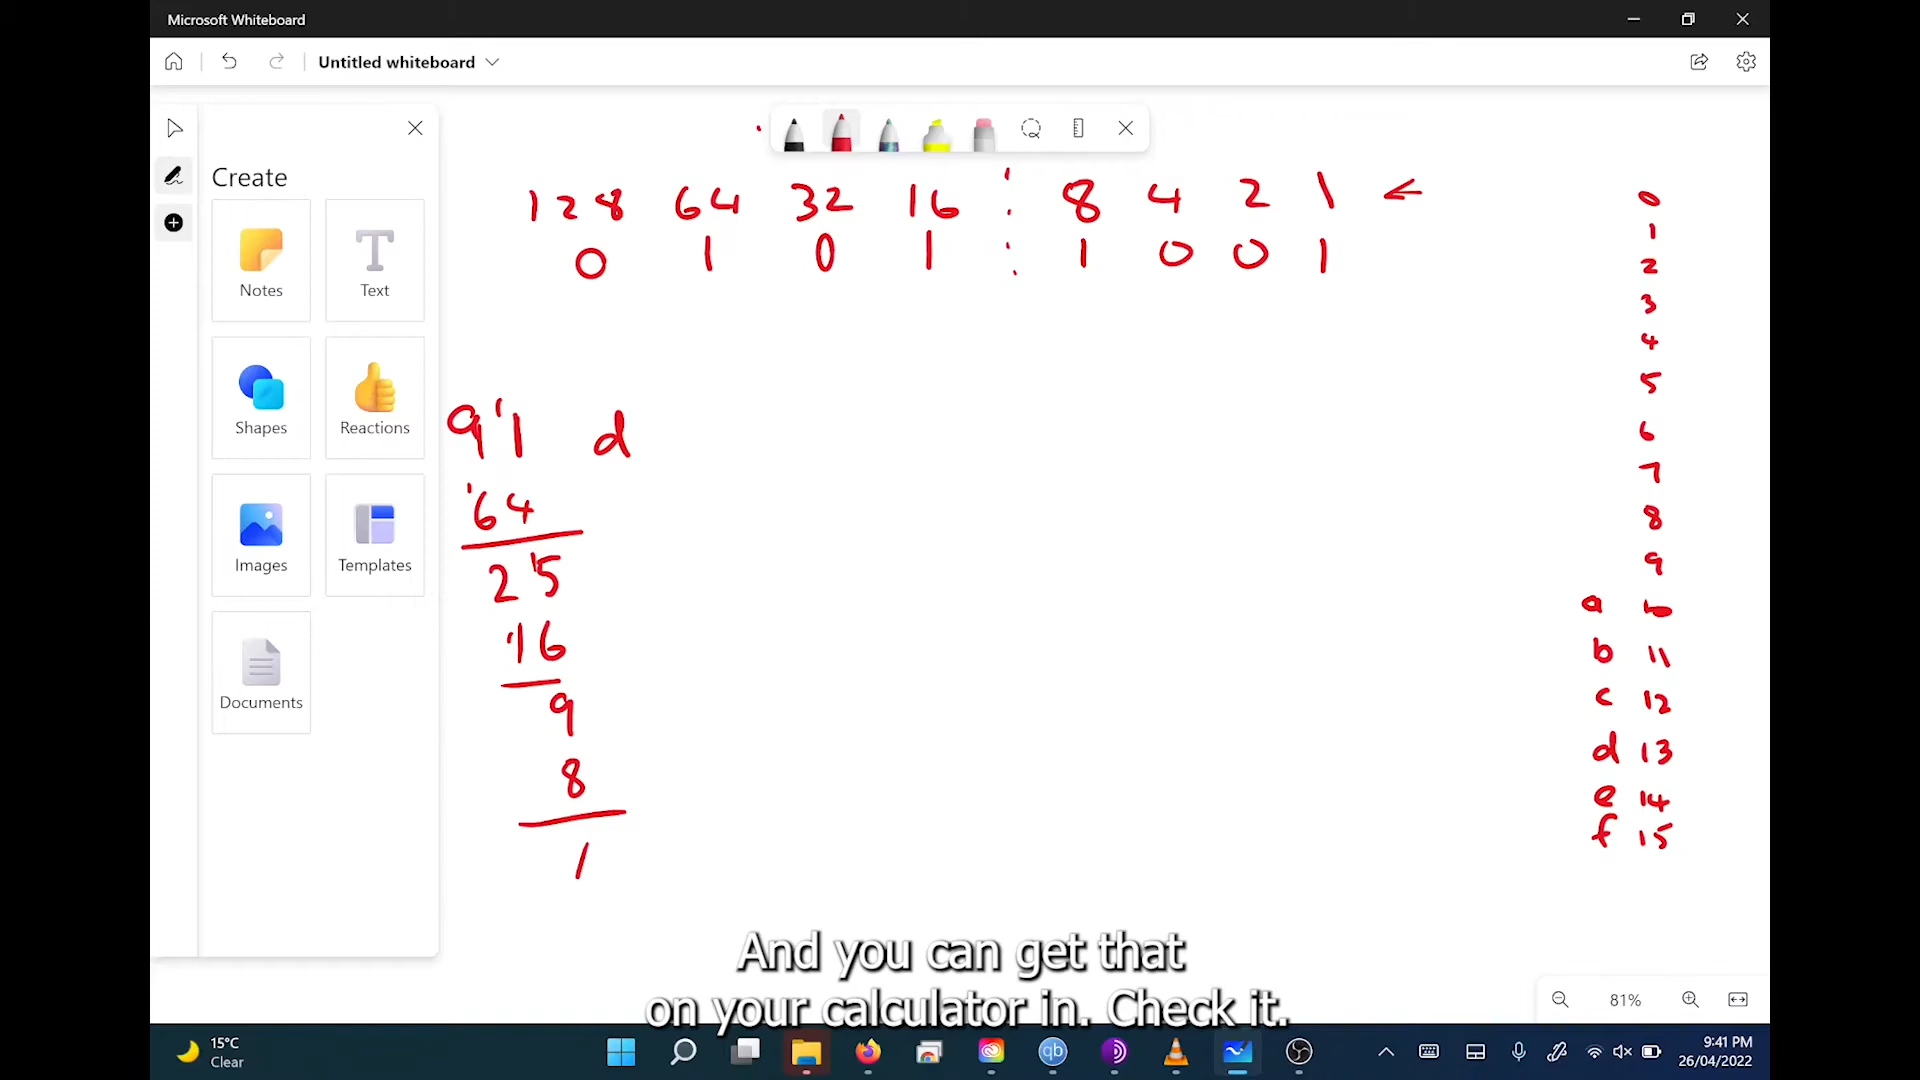 Microsoft Whiteboard
Untitled whiteboard
Create
Notes
Text
Shapes
Reactions
Images
Templates
Documents
128 64 32 16 : 8 4 2 1 ←
0 1 0 1 : 1 0 0 1
91 d
64
25
16
9
8
1
0
1
2
3
4
5
6
7
8
9
a 10
b 11
c 12
d 13
e 14
f 15
And you can get that
on your calculator in. Check it.
81%
15°C
Clear
qb
9:41 PM
26/04/2022